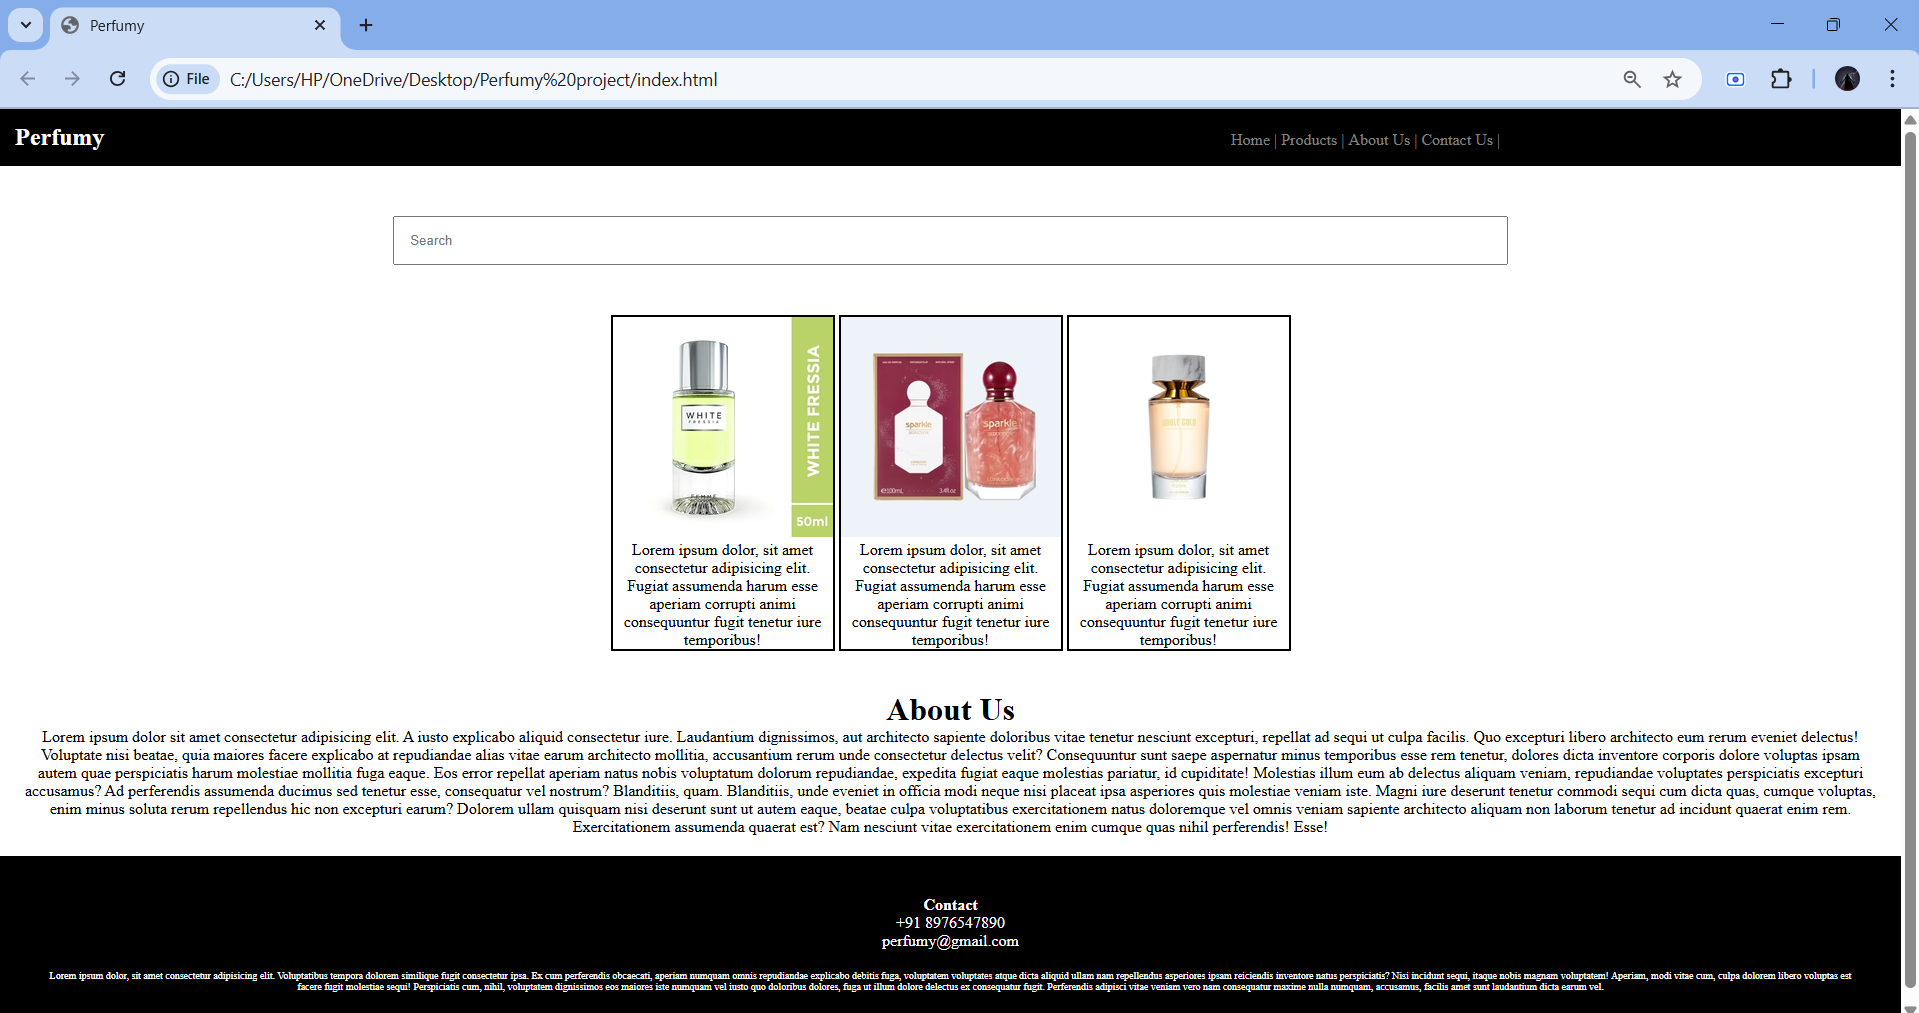 Perfumy
File
C:/Users/HP/OneDrive/Desktop/Perfumy%20project/index.html
Perfumy
Home | Products | About Us | Contact Us |
Search
WHITE
FRESSIA
FEMME
WHITE FRESSIA
50ml
sparkle
100mL
3.4fl.oz
sparkle
Lorem ipsum dolor, sit amet
consectetur adipisicing elit.
Fugiat assumenda harum esse
aperiam corrupti animi
consequuntur fugit tenetur iure
temporibus!
Lorem ipsum dolor, sit amet
consectetur adipisicing elit.
Fugiat assumenda harum esse
aperiam corrupti animi
consequuntur fugit tenetur iure
temporibus!
Lorem ipsum dolor, sit amet
consectetur adipisicing elit.
Fugiat assumenda harum esse
aperiam corrupti animi
consequuntur fugit tenetur iure
temporibus!
About Us
Lorem ipsum dolor sit amet consectetur adipisicing elit. A iusto explicabo aliquid consectetur iure. Laudantium dignissimos, aut architecto sapiente doloribus vitae tenetur nesciunt excepturi, repellat ad sequi ut culpa facilis. Quo excepturi libero architecto eum rerum eveniet delectus!
Voluptate nisi beatae, quia maiores facere explicabo at repudiandae alias vitae earum architecto mollitia, accusantium rerum unde consectetur delectus velit? Consequuntur sunt saepe aspernatur minus temporibus esse rem tenetur, dolores dicta inventore corporis dolore voluptas ipsam
autem quae perspiciatis harum molestiae mollitia fuga eaque. Eos error repellat aperiam natus nobis voluptatum dolorum repudiandae, expedita fugiat eaque molestias pariatur, id cupiditate! Molestias illum eum ab delectus aliquam veniam, repudiandae voluptates perspiciatis excepturi
accusamus? Ad perferendis assumenda ducimus sed tenetur esse, consequatur vel nostrum? Blanditiis, quam. Blanditiis, unde eveniet in officia modi neque nisi placeat ipsa asperiores quis molestiae veniam iste. Magni iure deserunt tenetur commodi sequi cum dicta quas, cumque voluptas,
enim minus soluta rerum repellendus hic non excepturi earum? Dolorem ullam quisquam nisi deserunt sunt ut autem eaque, beatae culpa voluptatibus exercitationem natus doloremque vel omnis veniam sapiente architecto aliquam non laborum tenetur ad incidunt quaerat enim rem.
Exercitationem assumenda quaerat est? Nam nesciunt vitae exercitationem enim cumque quas nihil perferendis! Esse!
Contact
+91 8976547890
perfumy@gmail.com
Lorem ipsum dolor, sit amet consectetur adipisicing elit. Voluptatibus tempora dolorem similique fugit consectetur ipsa. Ex cum perferendis obcaecati, aperiam numquam omnis repudiandae explicabo debitis fuga, voluptatem voluptates atque dicta aliquid ullam nam repellendus asperiores ipsam reiciendis inventore natus perspiciatis? Nisi incidunt sequi, itaque nobis magnam voluptatem! Aperiam, modi vitae cum, culpa dolorem libero voluptas est
facere fugit molestiae sequi! Perspiciatis cum, nihil, voluptatem dignissimos eos maiores iste numquam vel iusto quo doloribus dolores, fuga ut illum dolore delectus ex consequatur fugit. Perferendis adipisci vitae veniam vero nam consequatur maxime nulla numquam, accusamus, facilis amet sunt laudantium dicta earum vel.